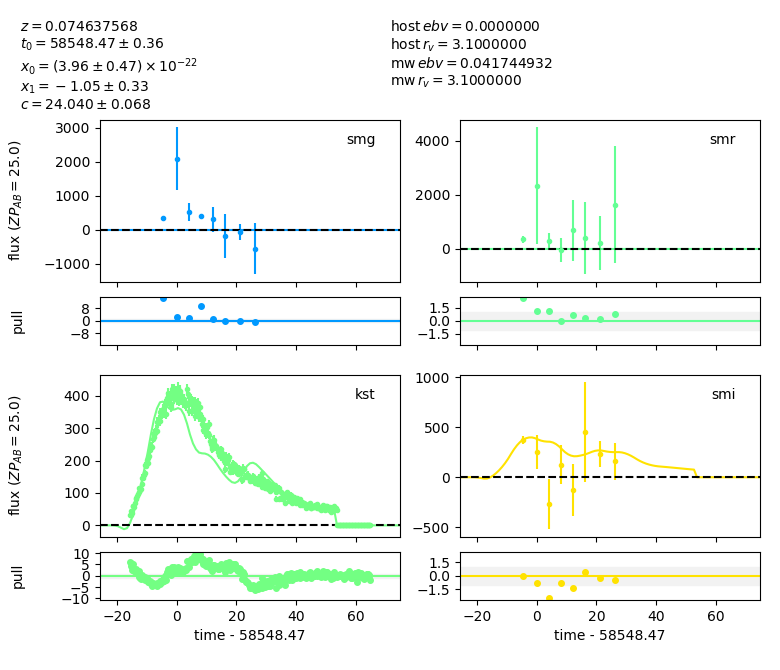 z = 0.074637568
t₀ = 58548.47 ± 0.36
x₀ = (3.96 ± 0.47) × 10⁻²²
x₁ = −1.05 ± 0.33
c = 24.040 ± 0.068
host ebv = 0.0000000
host r_v = 3.1000000
mw ebv = 0.041744932
mw r_v = 3.1000000
flux (ZP_AB = 25.0)
3000
2000
1000
0
−1000
smg
4000
2000
0
smr
pull
8
0
−8
1.5
0.0
−1.5
flux (ZP_AB = 25.0)
400
300
200
100
0
kst
1000
500
0
−500
smi
pull
10
5
0
−5
−10
1.5
0.0
−1.5
−20 0 20 40 60
−20 0 20 40 60
time - 58548.47
time - 58548.47